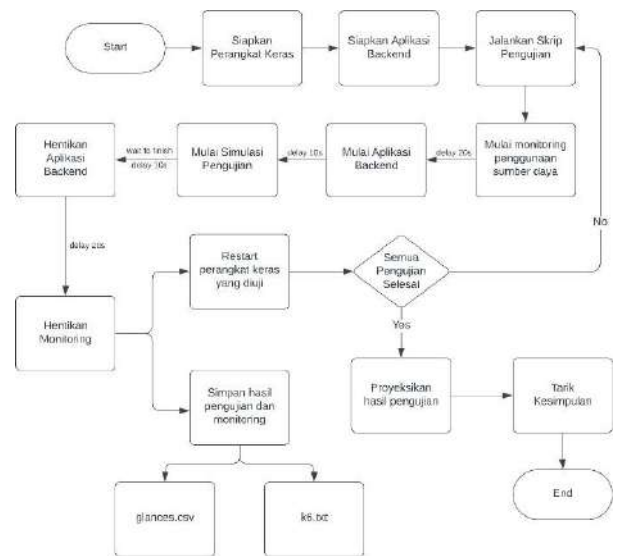 Start
Siapkan
Perangkat Keras
Siapkan Aplikasi
Backend
Jalankan Skrip
Pengujian
Mulai monitoring
penggunaan
sumber daya
delay 20s
Mulai Aplikasi
Backend
delay 10s
Mulai Simulasi
Pengujian
wait to finish
delay 10s
Hentikan
Aplikasi
Backend
delay 20s
Hentikan
Monitoring
Restart
perangkat keras
yang diuji
Semua
Pengujian
Selesai
No
Yes
Simpan hasil
pengujian dan
monitoring
glances.csv
k6.txt
Proyeksikan
hasil pengujian
Tarik
Kesimpulan
End